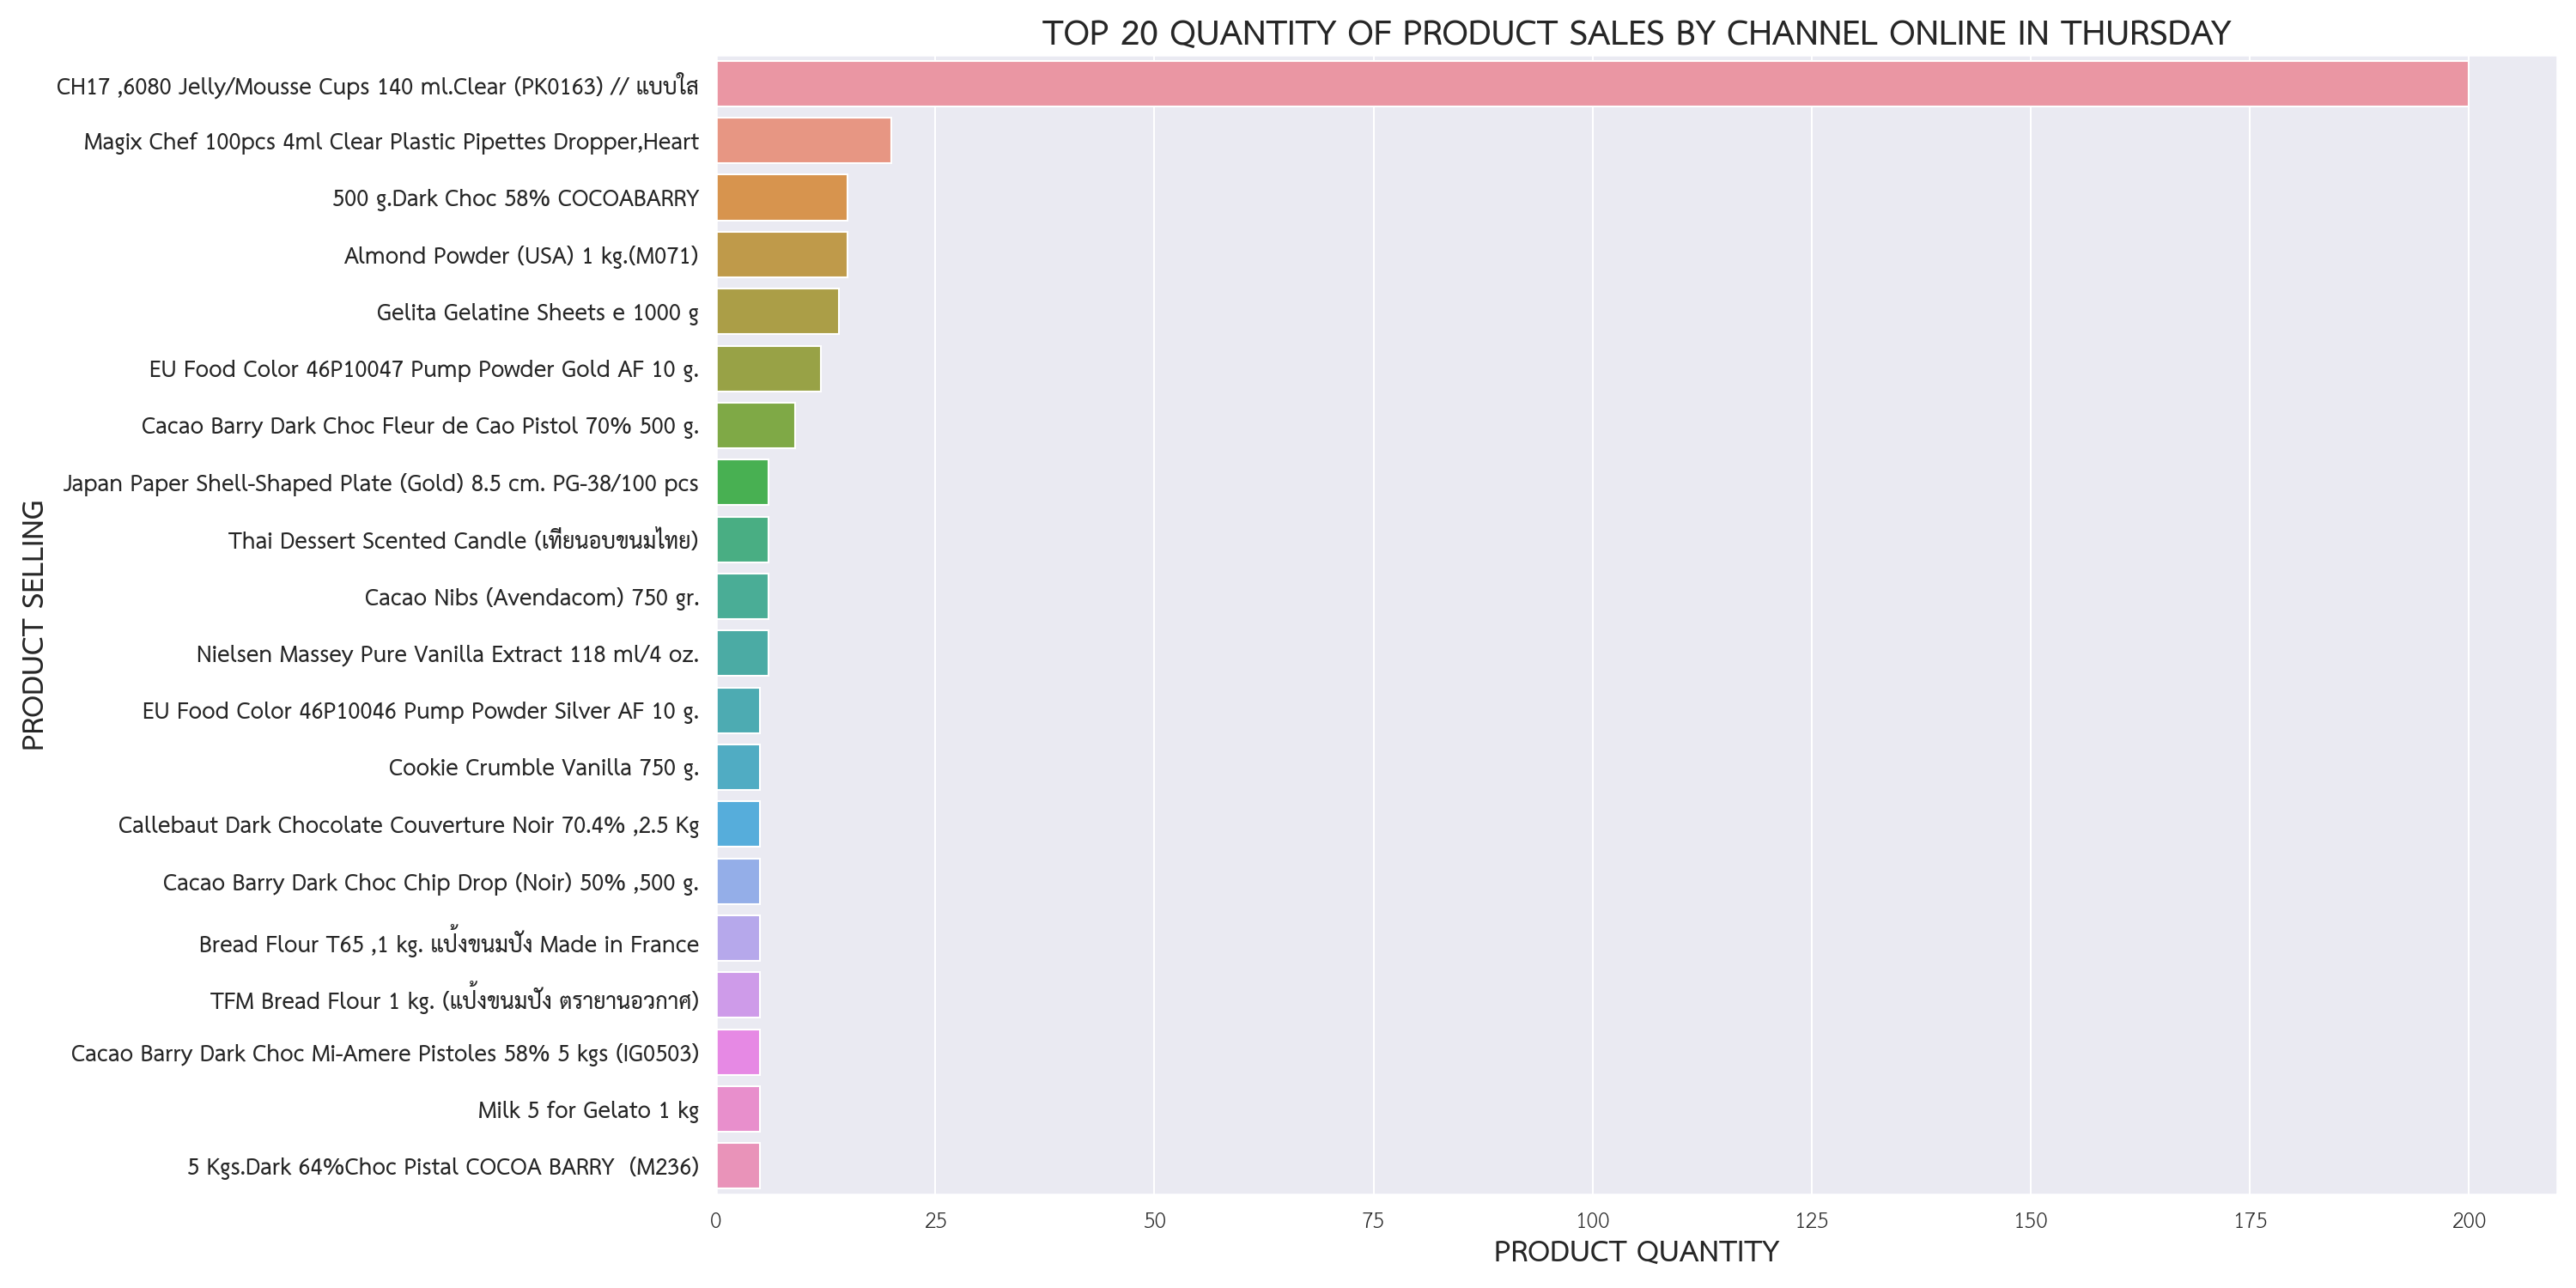 TOP 20 QUANTITY OF PRODUCT SALES BY CHANNEL ONLINE IN THURSDAY
PRODUCT SELLING
CH17 ,6080 Jelly/Mousse Cups 140 ml.Clear (PK0163) // แบบใส
Magix Chef 100pcs 4ml Clear Plastic Pipettes Dropper,Heart
500 g.Dark Choc 58% COCOABARRY
Almond Powder (USA) 1 kg.(M071)
Gelita Gelatine Sheets e 1000 g
EU Food Color 46P10047 Pump Powder Gold AF 10 g.
Cacao Barry Dark Choc Fleur de Cao Pistol 70% 500 g.
Japan Paper Shell-Shaped Plate (Gold) 8.5 cm. PG-38/100 pcs
Thai Dessert Scented Candle (เทียนอบขนมไทย)
Cacao Nibs (Avendacom) 750 gr.
Nielsen Massey Pure Vanilla Extract 118 ml/4 oz.
EU Food Color 46P10046 Pump Powder Silver AF 10 g.
Cookie Crumble Vanilla 750 g.
Callebaut Dark Chocolate Couverture Noir 70.4% ,2.5 Kg
Cacao Barry Dark Choc Chip Drop (Noir) 50% ,500 g.
Bread Flour T65 ,1 kg. แป้งขนมปัง Made in France
TFM Bread Flour 1 kg. (แป้งขนมปัง ตรายานอวกาศ)
Cacao Barry Dark Choc Mi-Amere Pistoles 58% 5 kgs (IG0503)
Milk 5 for Gelato 1 kg
5 Kgs.Dark 64%Choc Pistal COCOA BARRY  (M236)
0 25 50 75 100 125 150 175 200
PRODUCT QUANTITY